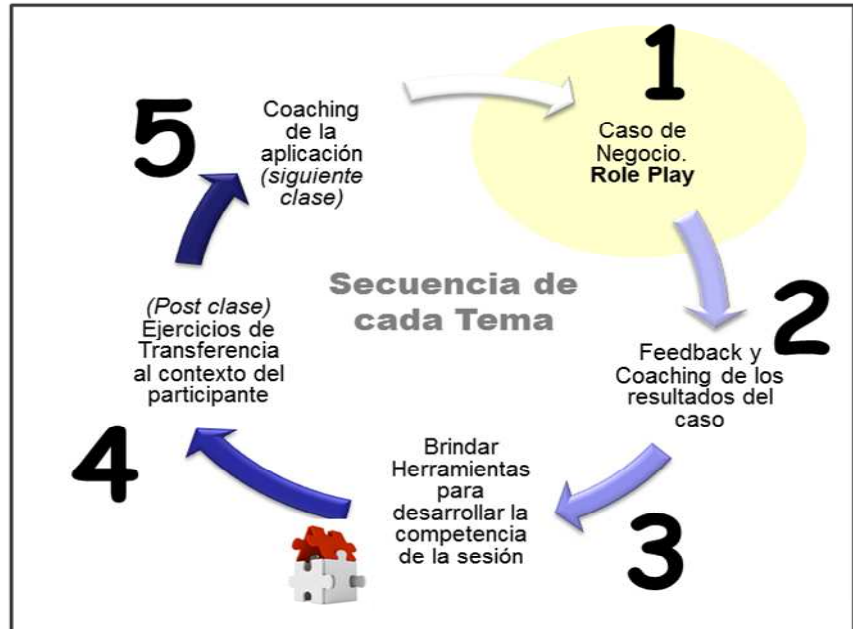 1
Caso de
Negocio.
Role Play
2
Feedback y
Coaching de los
resultados del
caso
3
Brindar
Herramientas
para
desarrollar la
competencia
de la sesión
4
(Post clase)
Ejercicios de
Transferencia
al contexto del
participante
5
Coaching
de la
aplicación
(siguiente
clase)
Secuencia de
cada Tema